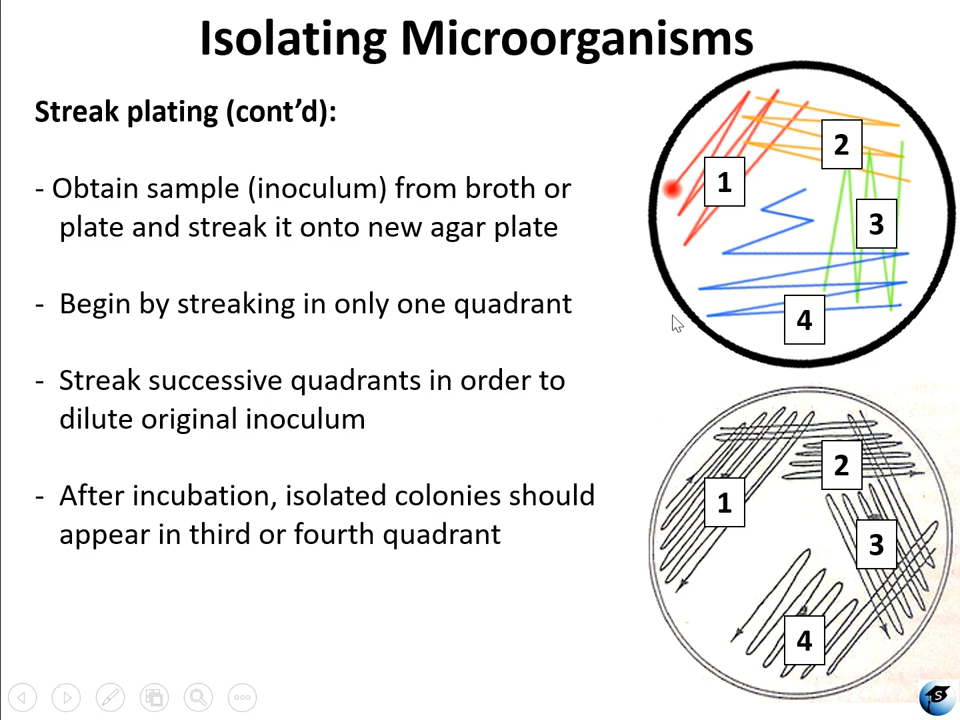 Isolating Microorganisms
Streak plating (cont’d):
- Obtain sample (inoculum) from broth or
plate and streak it onto new agar plate
- Begin by streaking in only one quadrant
- Streak successive quadrants in order to
dilute original inoculum
- After incubation, isolated colonies should
appear in third or fourth quadrant
1
2
3
4
1
2
3
4
S